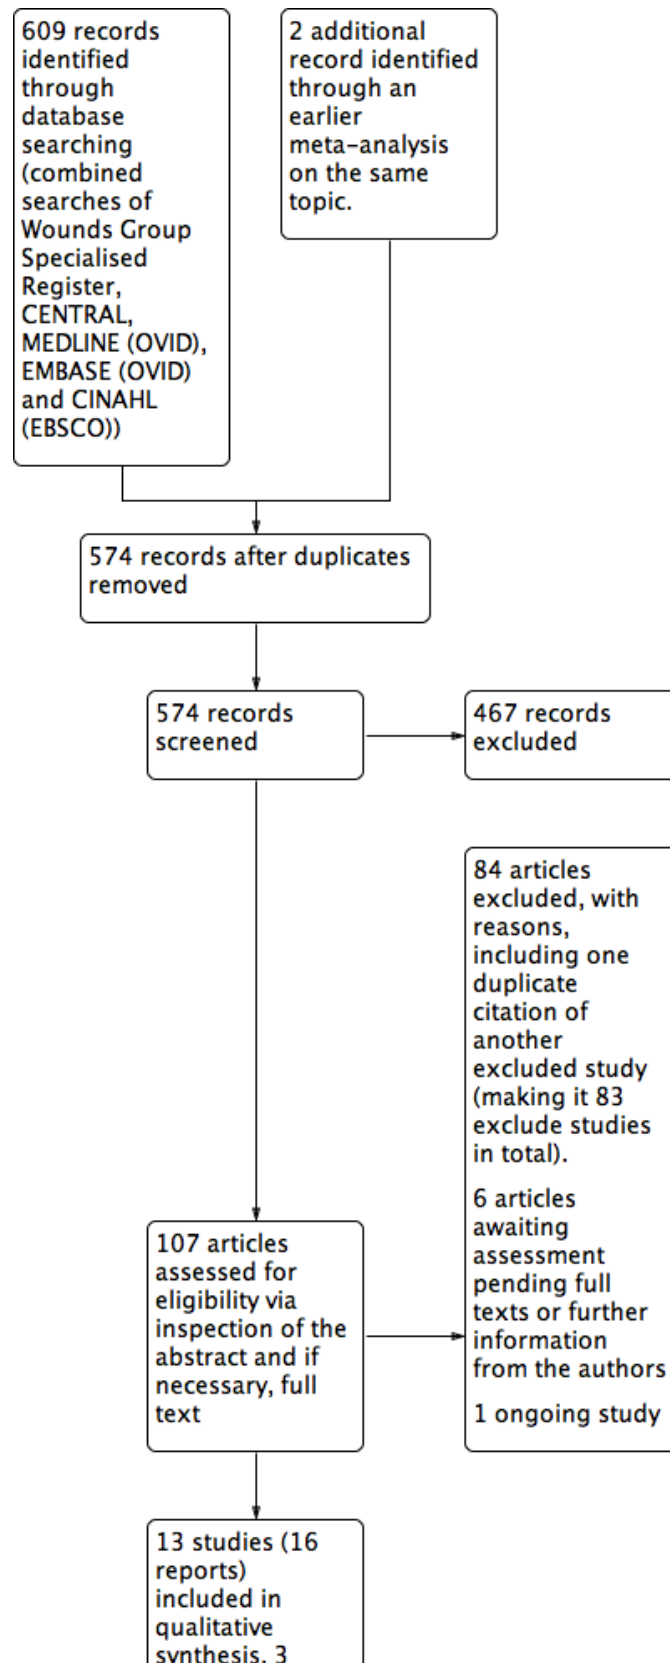 609 records
identified
through
database
searching
(combined
searches of
Wounds Group
Specialised
Register,
CENTRAL,
MEDLINE (OVID),
EMBASE (OVID)
and CINAHL
(EBSCO))
2 additional
record identified
through an
earlier
meta-analysis
on the same
topic.
574 records after duplicates
removed
574 records
screened
467 records
excluded
84 articles
excluded, with
reasons,
including one
duplicate
citation of
another
excluded study
(making it 83
exclude studies
in total).
6 articles
awaiting
assessment
pending full
texts or further
information
from the authors
1 ongoing study
107 articles
assessed for
eligibility via
inspection of the
abstract and if
necessary, full
text
13 studies (16
reports)
included in
qualitative
synthesis. 3